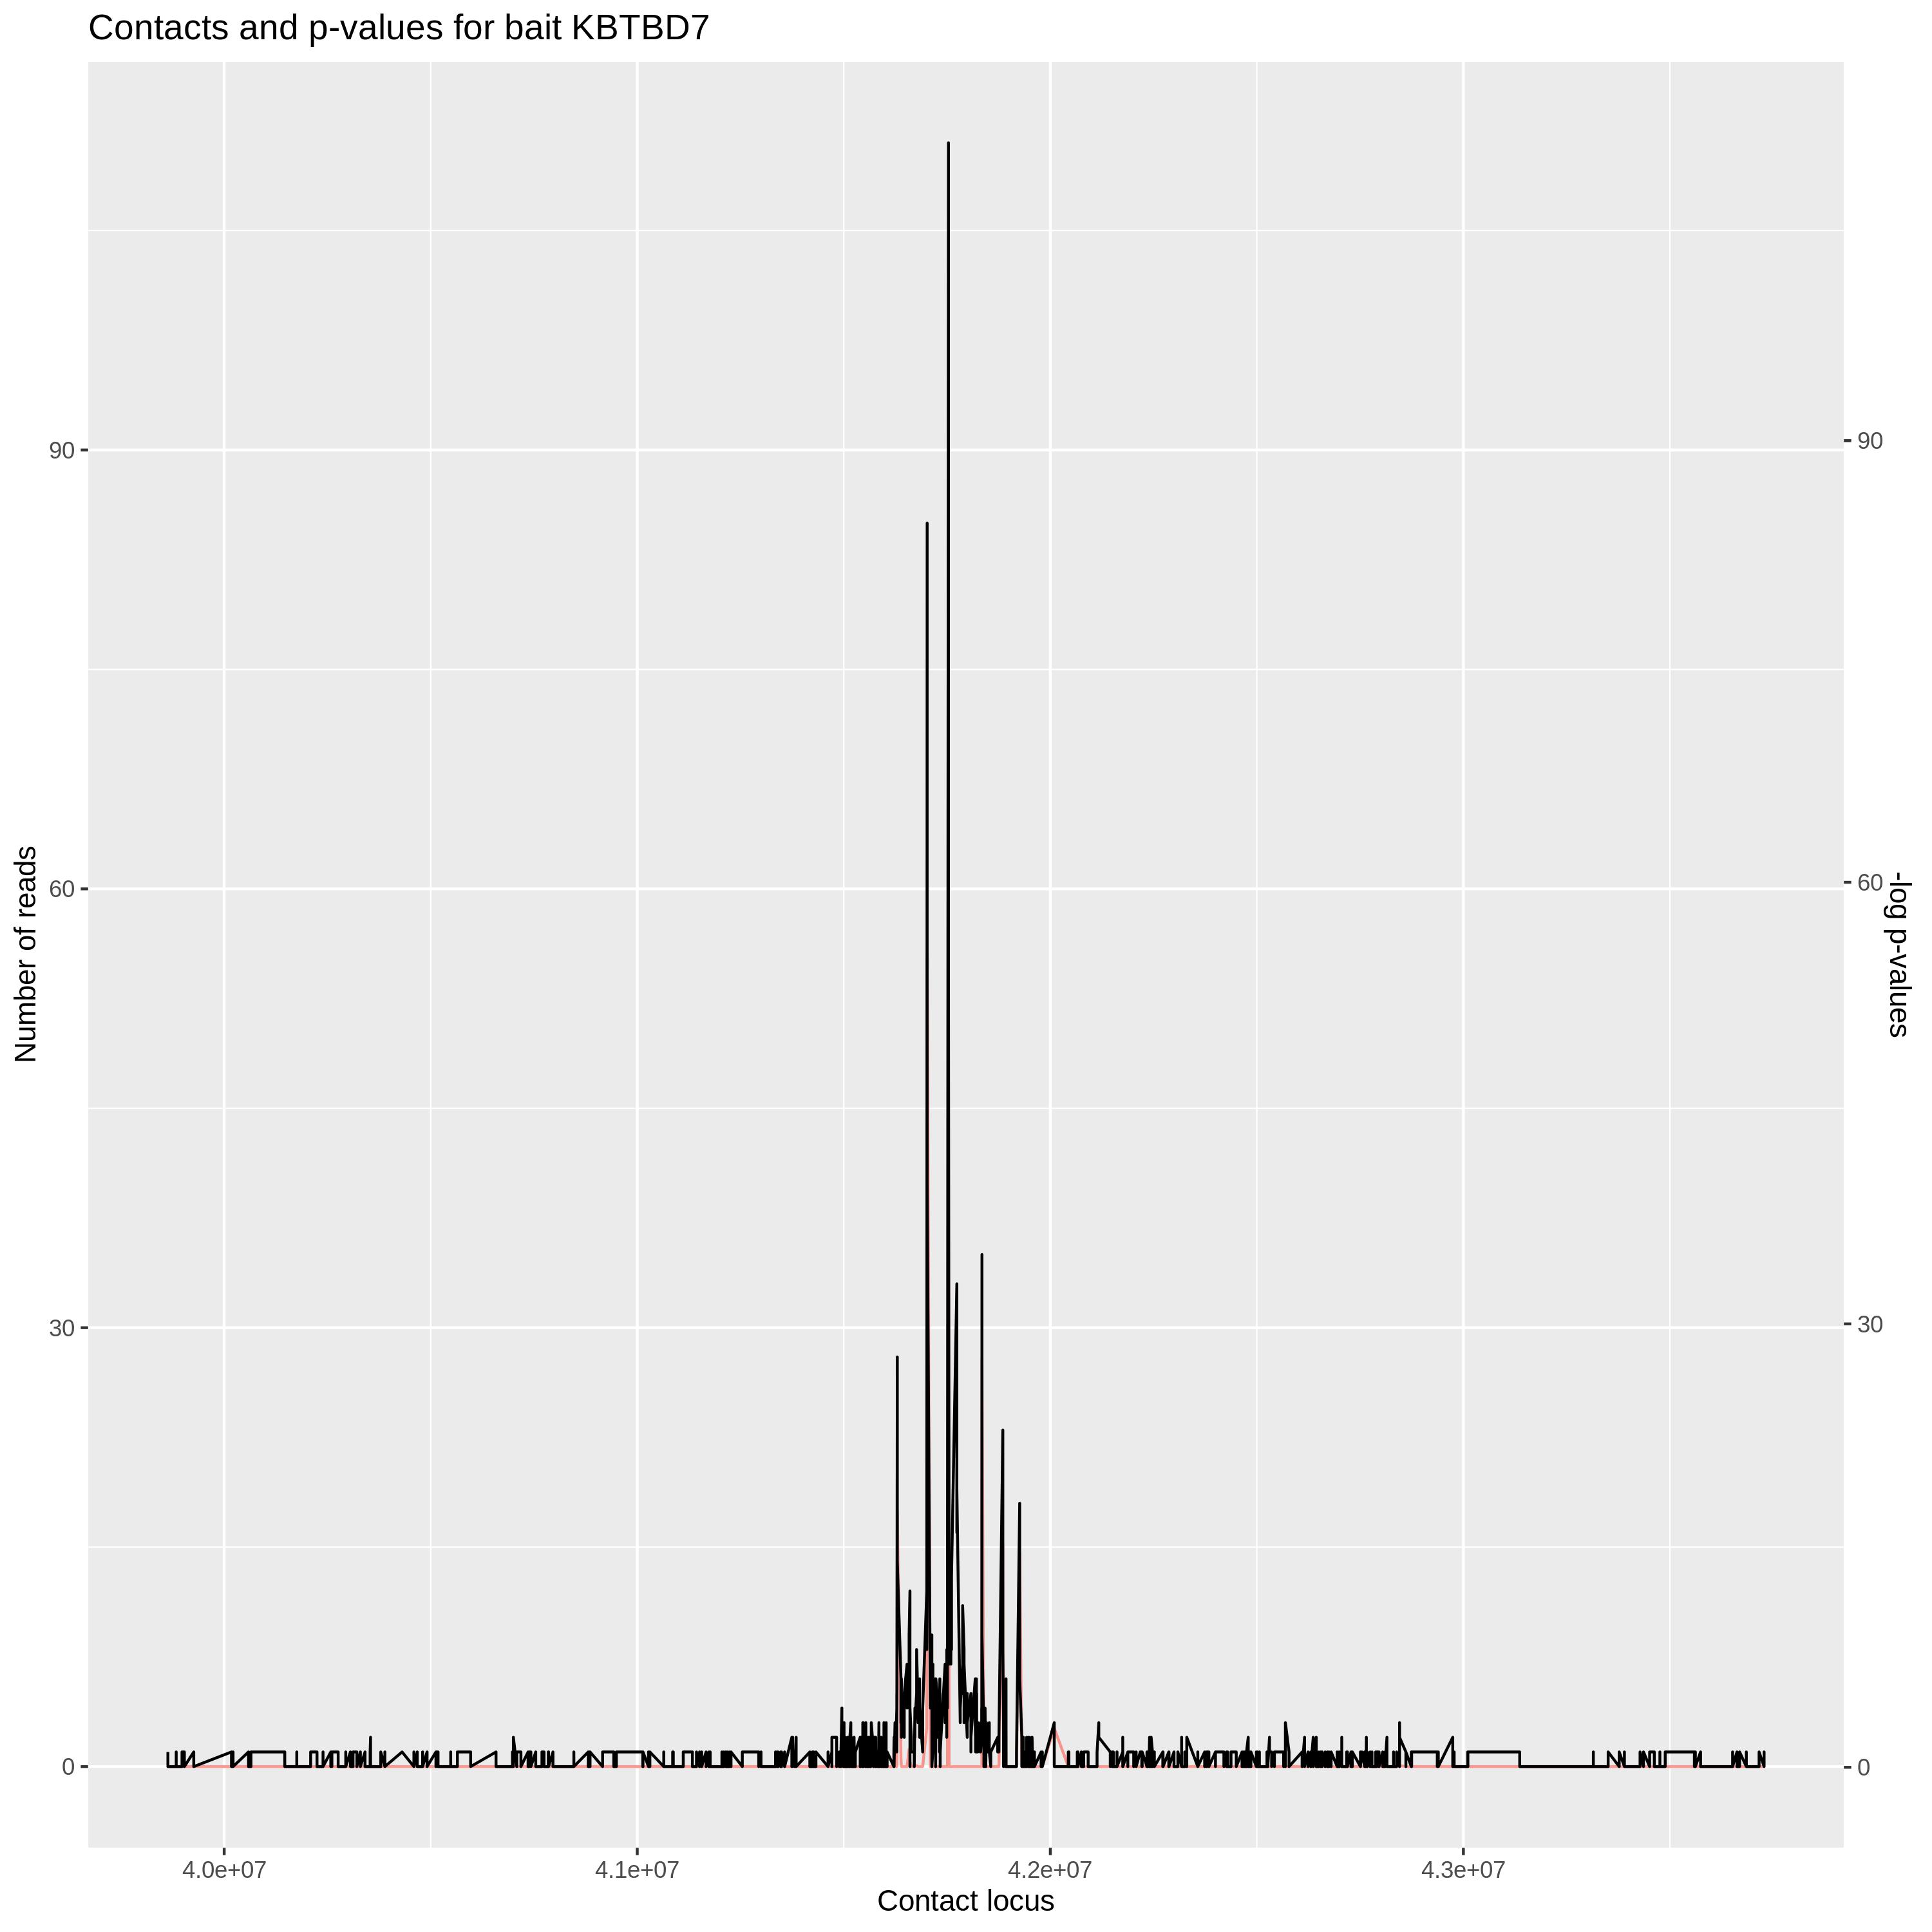 Contacts and p-values for bait KBTBD7
90
60
30
0
Number of reads
90
60
30
0
-log p-values
4.0e+07
4.1e+07
4.2e+07
4.3e+07
Contact locus